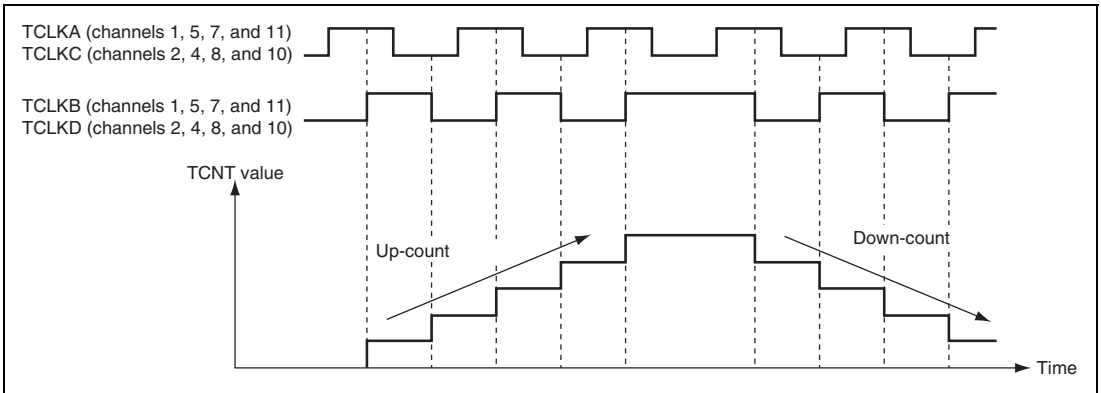 TCLKA (channels 1, 5, 7, and 11)
TCLKC (channels 2, 4, 8, and 10)
TCLKB (channels 1, 5, 7, and 11)
TCLKD (channels 2, 4, 8, and 10)
TCNT value
Up-count
Down-count
Time